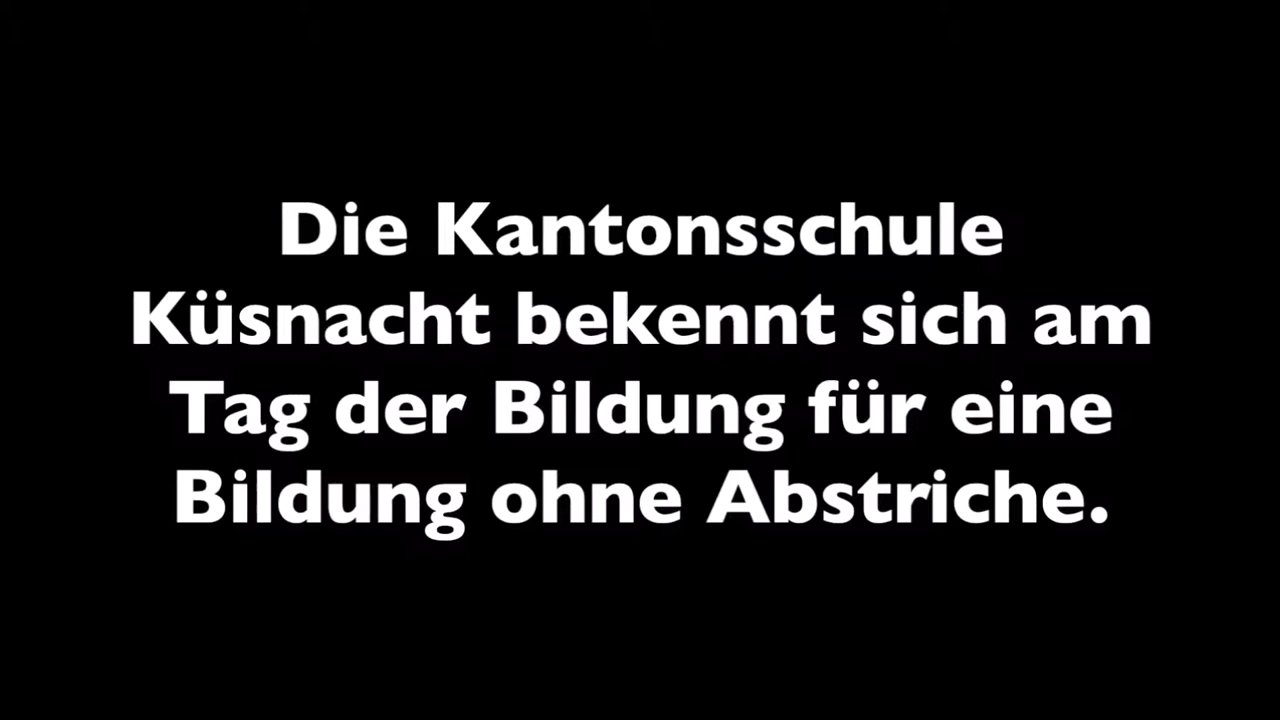 Die Kantonsschule
Küsnacht bekennt sich am
Tag der Bildung für eine
Bildung ohne Abstriche.